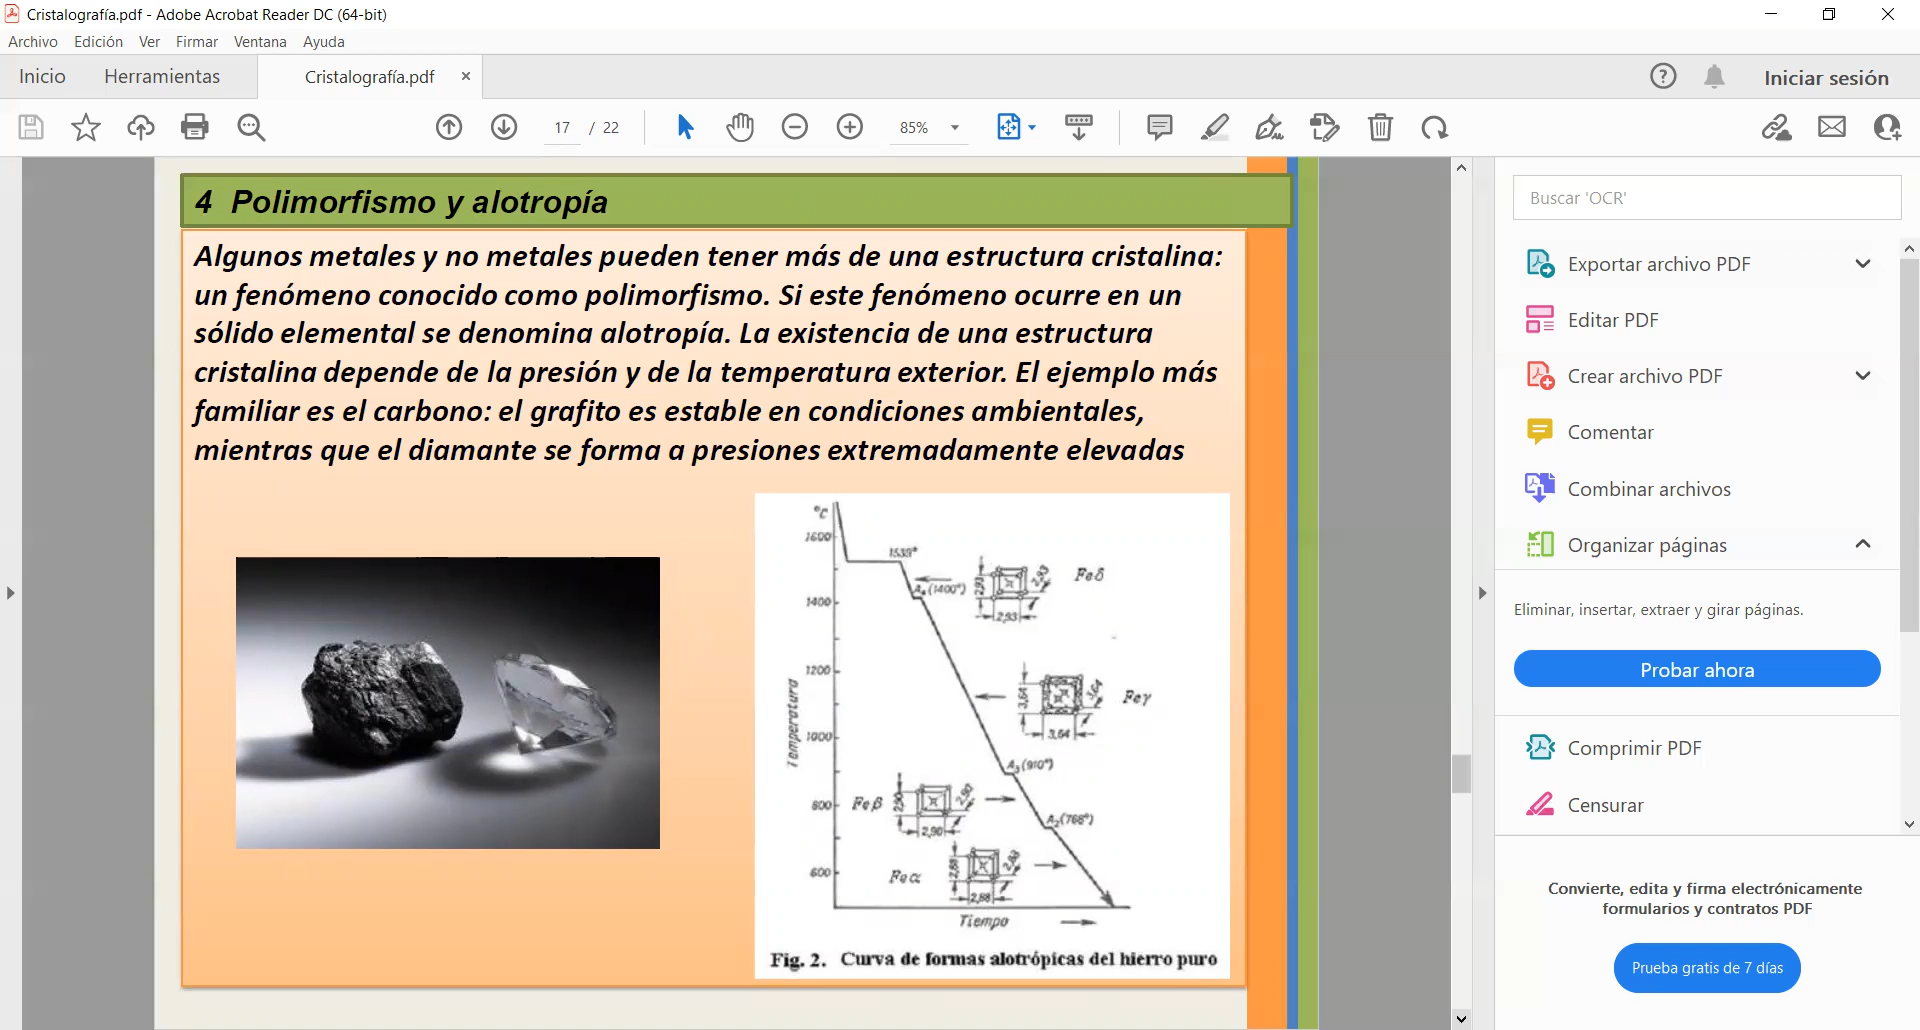 Cristalografía.pdf - Adobe Acrobat Reader DC (64-bit)
Archivo Edición Ver Firmar Ventana Ayuda
Inicio Herramientas Cristalografía.pdf × Iniciar sesión
17 / 22 85%
4 Polimorfismo y alotropía
Algunos metales y no metales pueden tener más de una estructura cristalina:
un fenómeno conocido como polimorfismo. Si este fenómeno ocurre en un
sólido elemental se denomina alotropía. La existencia de una estructura
cristalina depende de la presión y de la temperatura exterior. El ejemplo más
familiar es el carbono: el grafito es estable en condiciones ambientales,
mientras que el diamante se forma a presiones extremadamente elevadas
°C
1600
1400
1200
1000
800
600
Temperatura
A₄ (1400°)
2,93
2,93
Feδ
3,64
3,64
Feγ
A₃ (910°)
Feβ
2,90
2,90
A₂ (768°)
Feα
2,88
Tiempo
Fig. 2. Curva de formas alotrópicas del hierro puro
Buscar 'OCR'
Exportar archivo PDF
Editar PDF
Crear archivo PDF
Comentar
Combinar archivos
Organizar páginas
Eliminar, insertar, extraer y girar páginas.
Probar ahora
Comprimir PDF
Censurar
Convierte, edita y firma electrónicamente
formularios y contratos PDF
Prueba gratis de 7 días